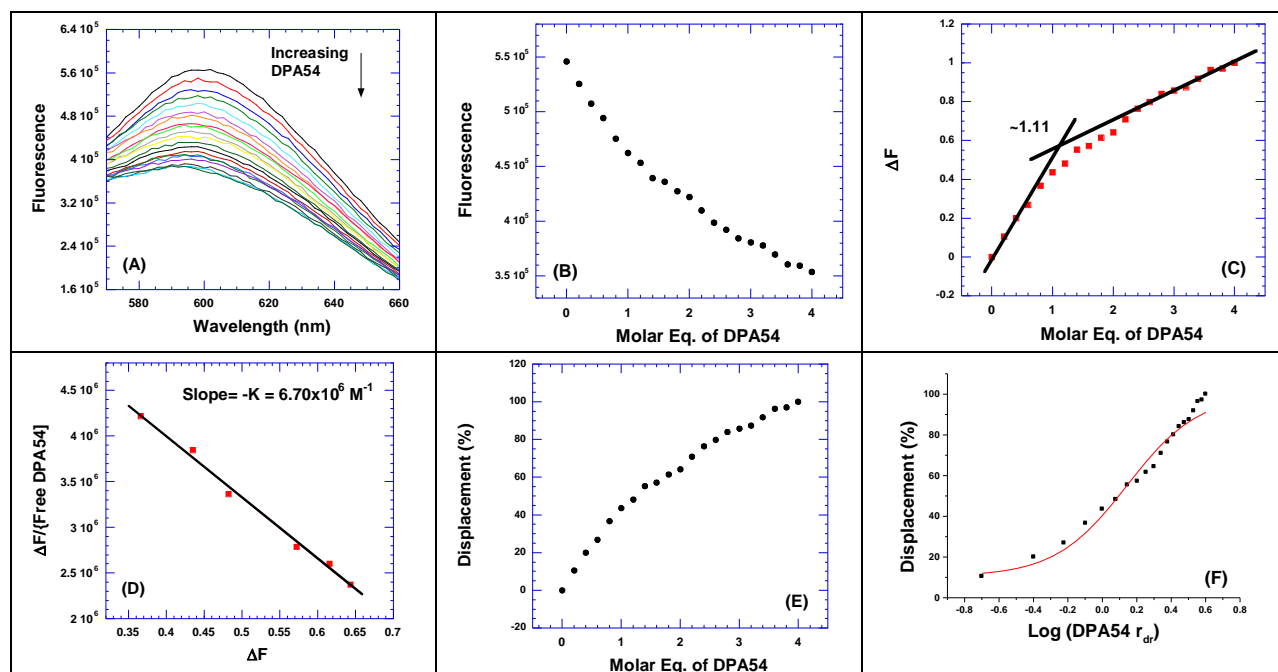 6.4 10⁵
5.6 10⁵
4.8 10⁵
4 10⁵
3.2 10⁵
2.4 10⁵
1.6 10⁵
Fluorescence
Increasing
DPA54
(A)
580 600 620 640 660
Wavelength (nm)
5.5 10⁵
5 10⁵
4.5 10⁵
4 10⁵
3.5 10⁵
Fluorescence
(B)
0 1 2 3 4
Molar Eq. of DPA54
1.2
1
0.8
0.6
0.4
0.2
0
-0.2
ΔF
~1.11
(C)
0 1 2 3 4
Molar Eq. of DPA54
4.5 10⁶
4 10⁶
3.5 10⁶
3 10⁶
2.5 10⁶
2 10⁶
ΔF/[Free DPA54]
Slope= -K = 6.70x10⁶ M⁻¹
(D)
0.35 0.4 0.45 0.5 0.55 0.6 0.65 0.7
ΔF
120
100
80
60
40
20
0
-20
Displacement (%)
(E)
0 1 2 3 4
Molar Eq. of DPA54
100
80
60
40
20
0
Displacement (%)
(F)
-0.8 -0.6 -0.4 -0.2 0.0 0.2 0.4 0.6 0.8
Log (DPA54 r_dr)